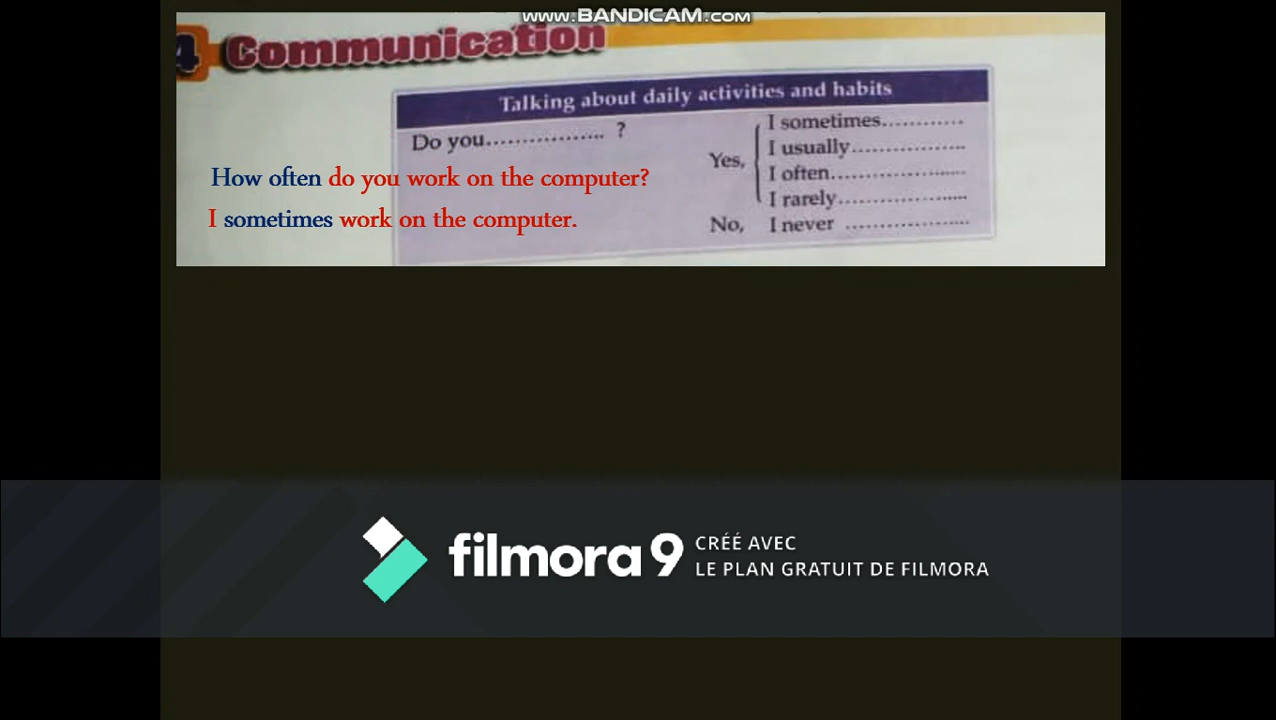 www.BANDICAM.com
4 Communication
Talking about daily activities and habits
Do you.................. ?
Yes,
I sometimes............
I usually.................
I often....................
I rarely...................
No, I never ..................
How often do you work on the computer?
I sometimes work on the computer.
filmora 9
CRÉÉ AVEC
LE PLAN GRATUIT DE FILMORA